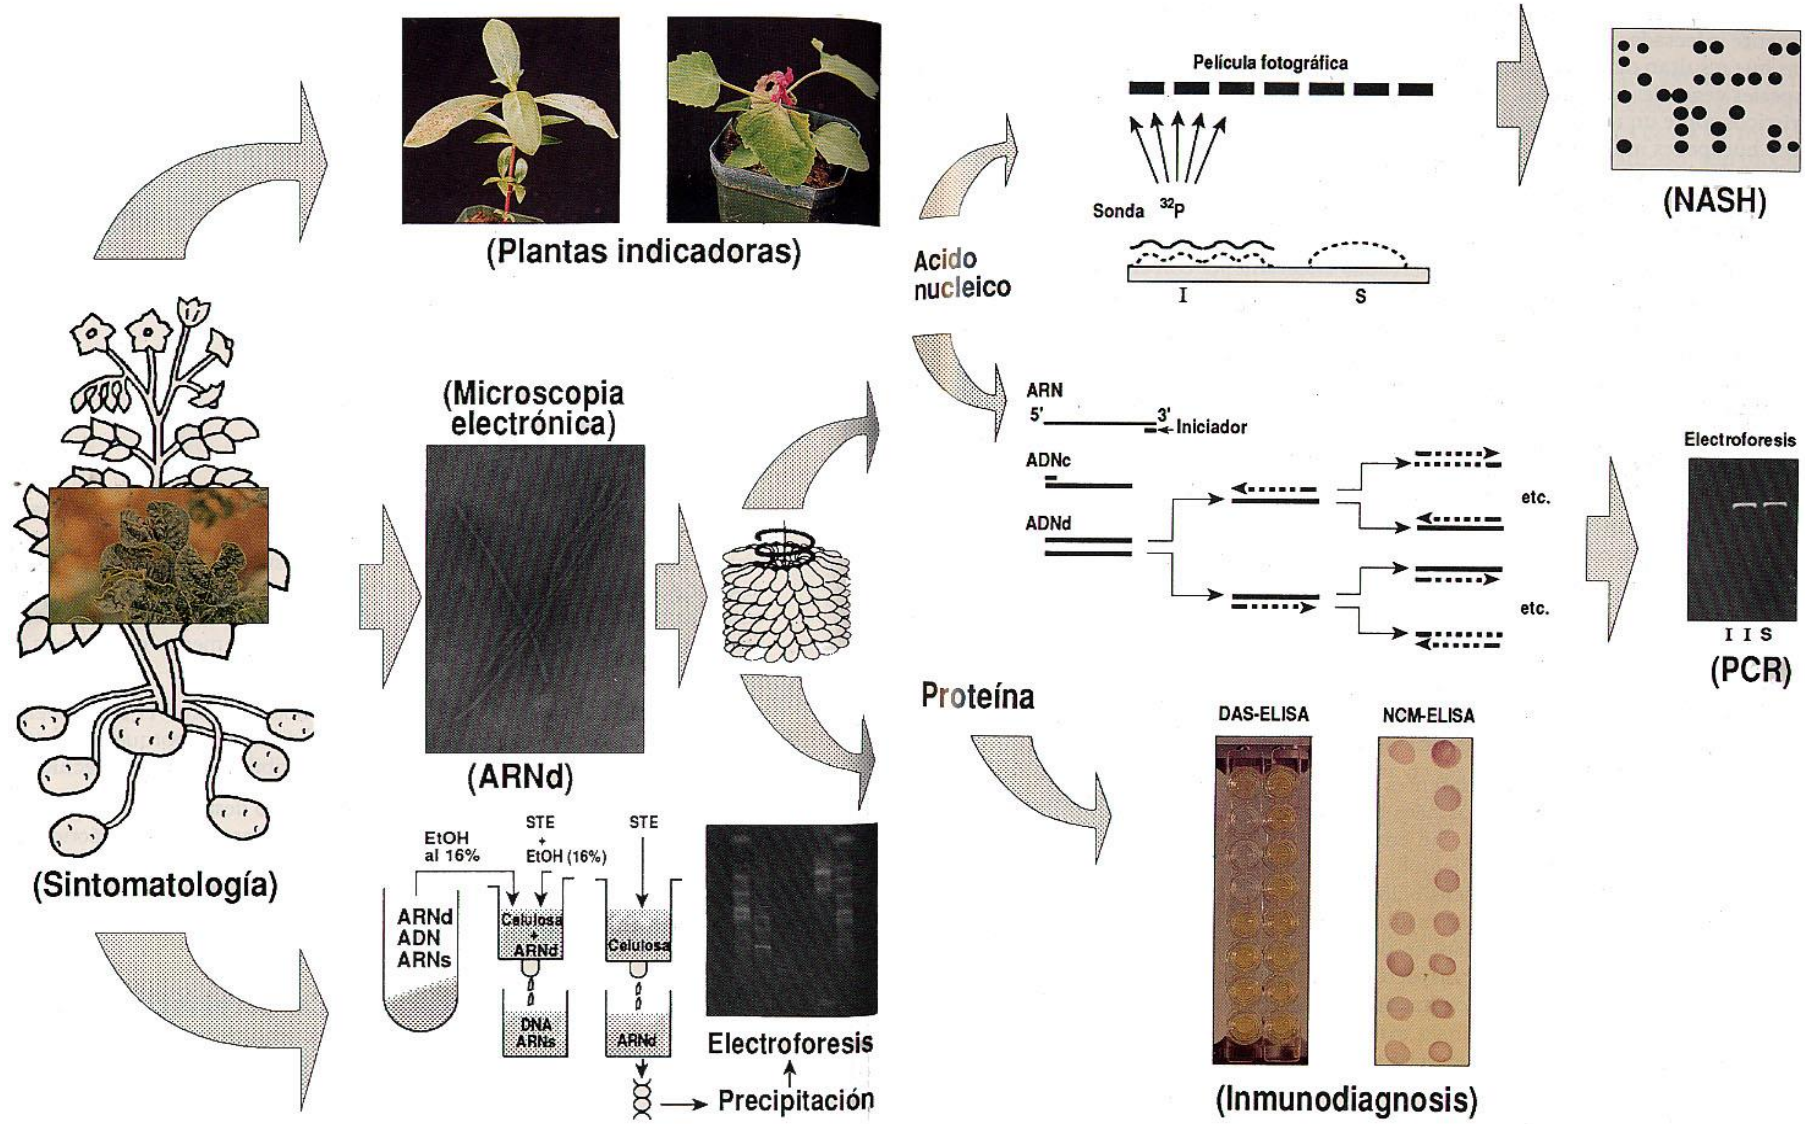 (Plantas indicadoras)
(Sintomatología)
(Microscopia
electrónica)
(ARNd)
EtOH
al 16%
STE
+
EtOH (16%)
STE
ARNd
ADN
ARNs
Celulosa
+
ARNd
Celulosa
DNA
ARNs
ARNd
Electroforesis
Precipitación
Acido
nucleico
Película fotográfica
Sonda 32P
I S
(NASH)
ARN
5' 3'
Iniciador
ADNc
ADNd
etc.
etc.
Electroforesis
I I S
(PCR)
Proteína
DAS-ELISA
NCM-ELISA
(Inmunodiagnosis)